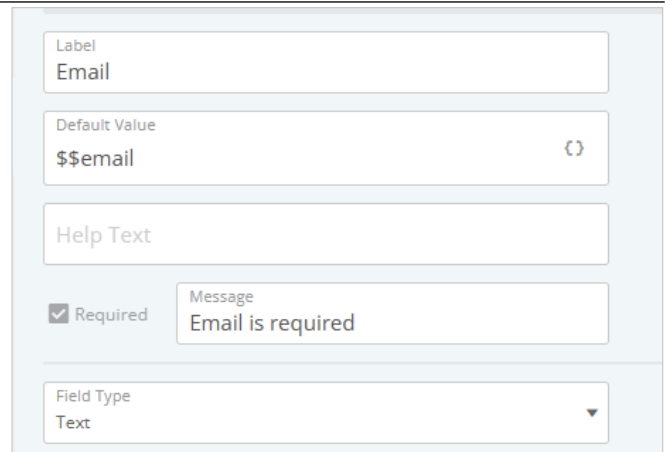 Label
Email
Default Value
$$email
{}
Help Text
Required
Message
Email is required
Field Type
Text